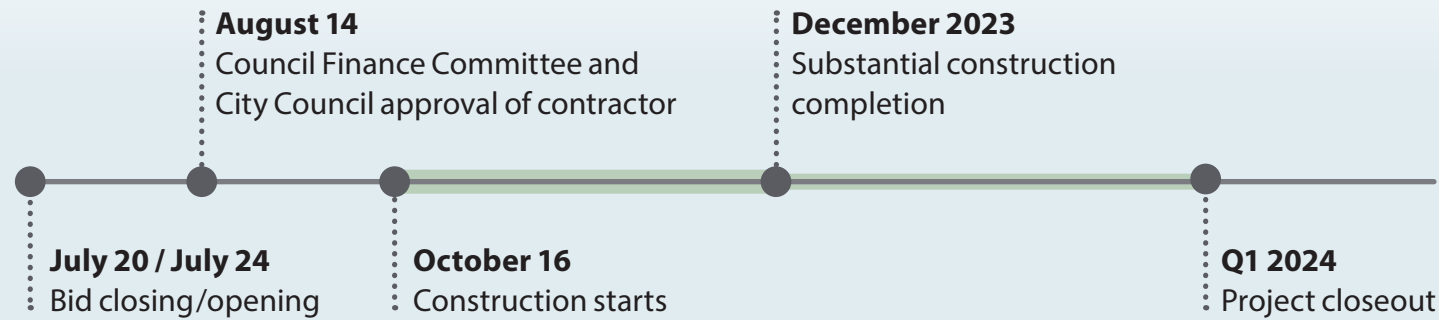 August 14
Council Finance Committee and
City Council approval of contractor
December 2023
Substantial construction
completion
July 20 / July 24
Bid closing/opening
October 16
Construction starts
Q1 2024
Project closeout